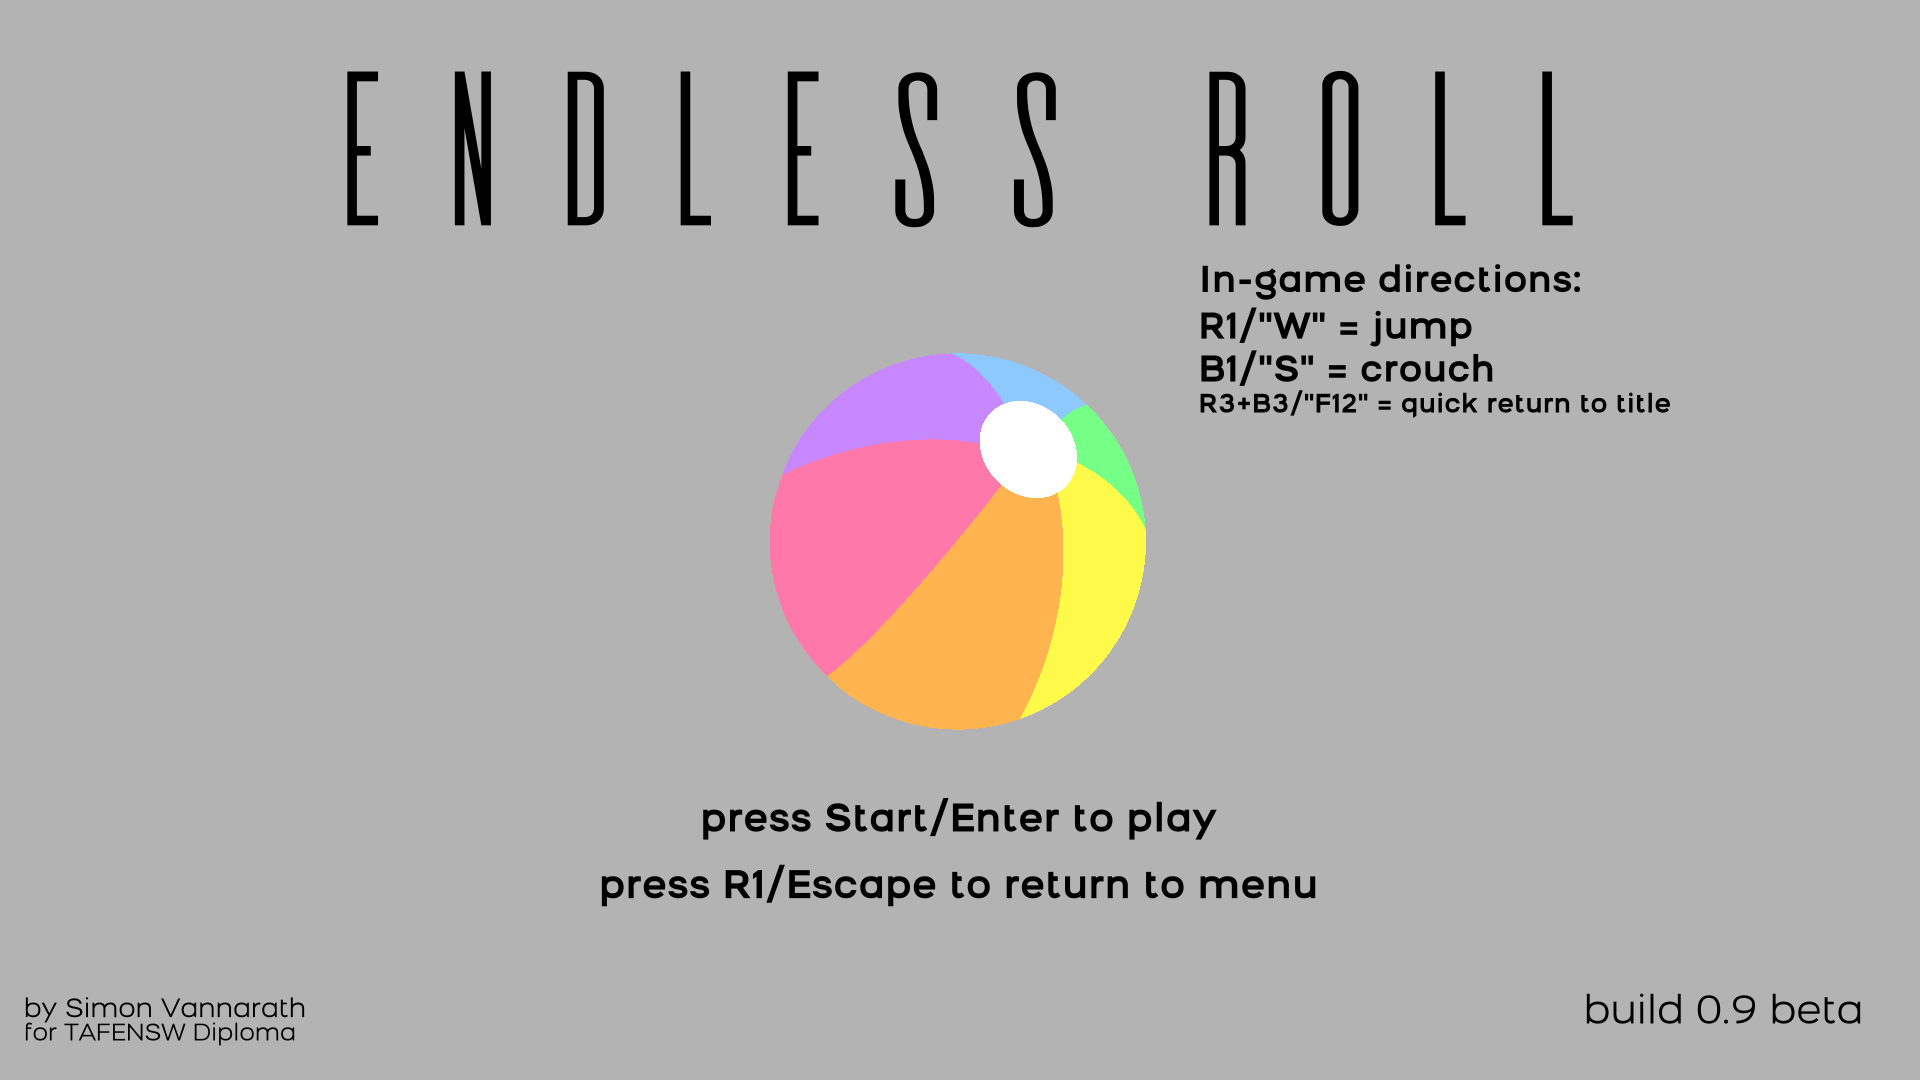 ENDLESS ROLL
In-game directions:
R1/"W" = jump
B1/"S" = crouch
R3+B3/"F12" = quick return to title
press Start/Enter to play
press R1/Escape to return to menu
by Simon Vannarath
for TAFENSW Diploma
build 0.9 beta